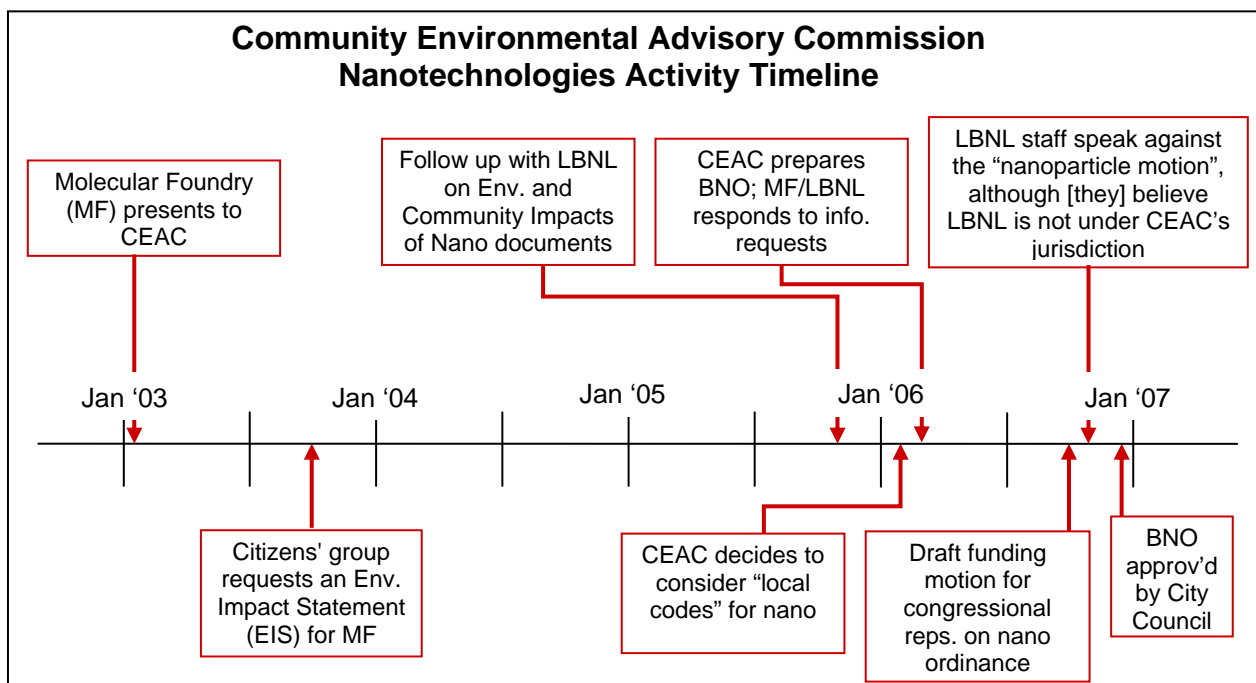 Community Environmental Advisory Commission
Nanotechnologies Activity Timeline
Molecular Foundry
(MF) presents to
CEAC
Follow up with LBNL
on Env. and
Community Impacts
of Nano documents
CEAC prepares
BNO; MF/LBNL
responds to info.
requests
LBNL staff speak against
the “nanoparticle motion”,
although [they] believe
LBNL is not under CEAC’s
jurisdiction
Jan ‘03
Jan ‘04
Jan ‘05
Jan ‘06
Jan ‘07
Citizens' group
requests an Env.
Impact Statement
(EIS) for MF
CEAC decides to
consider “local
codes” for nano
Draft funding
motion for
congressional
reps. on nano
ordinance
BNO
approv’d
by City
Council